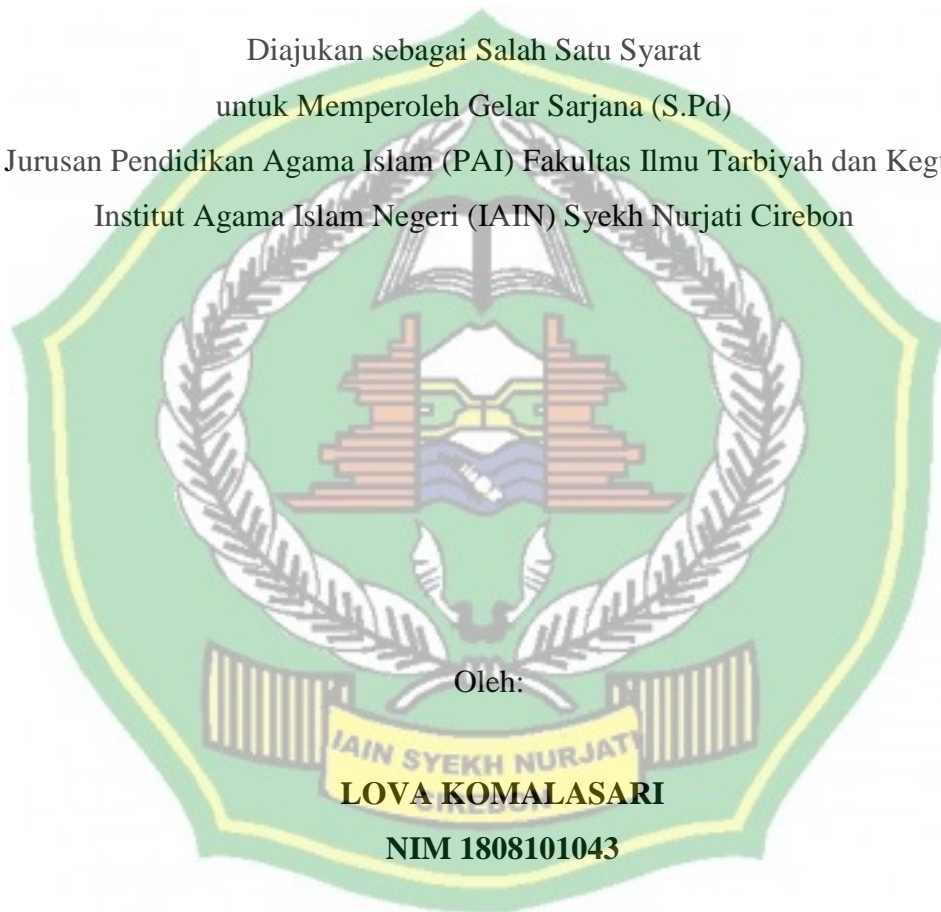 Diajukan sebagai Salah Satu Syarat
untuk Memperoleh Gelar Sarjana (S.Pd)
Jurusan Pendidikan Agama Islam (PAI) Fakultas Ilmu Tarbiyah dan
Institut Agama Islam Negeri (IAIN) Syekh Nurjati Cirebon
Oleh:
IAIN SYEKH NURJATI
CIREBON
LOVA KOMALASARI
NIM 1808101043